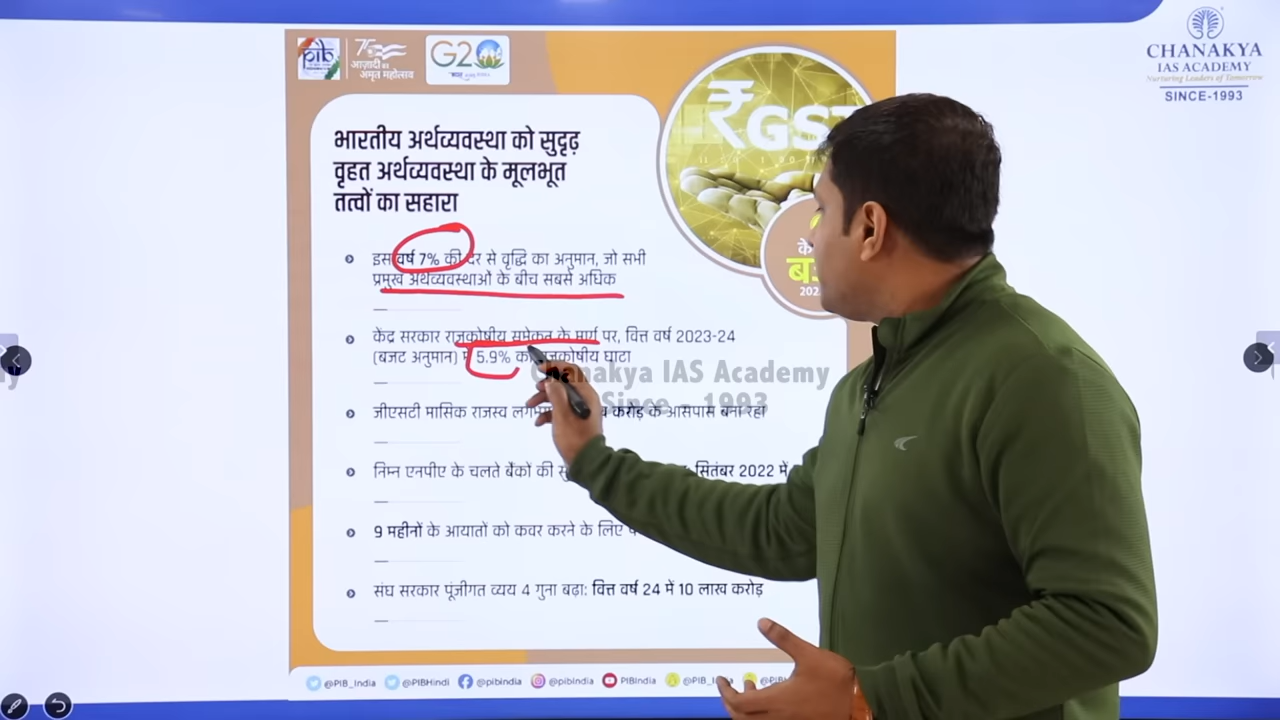 pib
75
आज़ादी का
अमृत महोत्सव
G20
CHANAKYA
IAS ACADEMY
Nurturing Leaders of Tomorrow
SINCE-1993
₹GST
भारतीय अर्थव्यवस्था को सुदृढ़
वृहत अर्थव्यवस्था के मूलभूत
तत्वों का सहारा
इस वर्ष 7% की दर से वृद्धि का अनुमान, जो सभी
प्रमुख अर्थव्यवस्थाओं के बीच सबसे अधिक
केंद्र सरकार राजकोषीय समेकन के मार्ग पर, वित्त वर्ष 2023-24
(बजट अनुमान) में 5.9% का राजकोषीय घाटा
Chanakya IAS Academy
Since - 1993
जीएसटी मासिक राजस्व करोड़ के आसपास बना रहा
निम्न एनपीए के चलते बैंकों की सितंबर 2022 में
9 महीनों के आयातों को कवर करने के लिए
संघ सरकार पूंजीगत व्यय 4 गुना बढ़ा: वित्त वर्ष 24 में 10 लाख करोड़
@PIB_India @PIBHindi @pibindia @pibindia PIBIndia